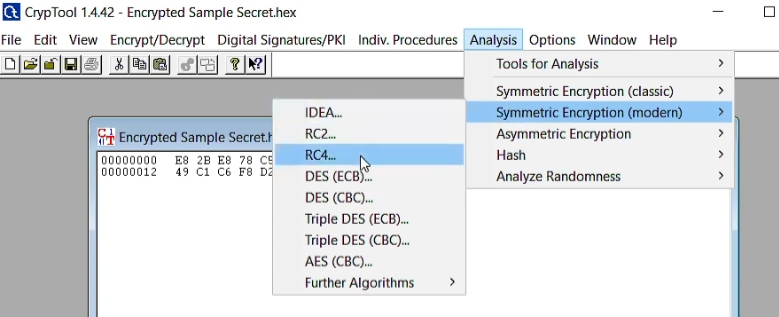 CrypTool 1.4.42 - Encrypted Sample Secret.hex
File Edit View Encrypt/Decrypt Digital Signatures/PKI Indiv. Procedures Analysis Options Window Help
Tools for Analysis
Symmetric Encryption (classic)
Symmetric Encryption (modern)
Asymmetric Encryption
Hash
Analyze Randomness
IDEA...
RC2...
RC4...
DES (ECB)...
DES (CBC)...
Triple DES (ECB)...
Triple DES (CBC)...
AES (CBC)...
Further Algorithms
Encrypted Sample Secret.h
00000000 E8 2B E8 78 C5
00000012 49 C1 C6 F8 D2